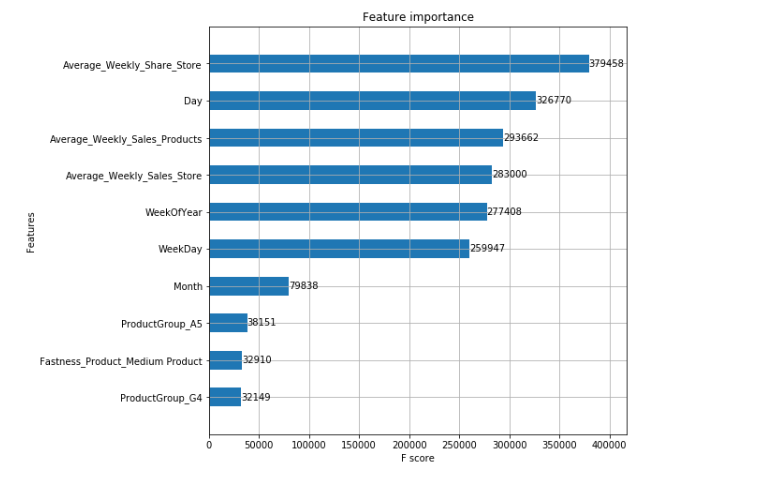 Feature importance
Average_Weekly_Share_Store 379458
Day 326770
Average_Weekly_Sales_Products 293662
Average_Weekly_Sales_Store 283000
WeekOfYear 277408
WeekDay 259947
Month 79838
ProductGroup_A5 38151
Fastness_Product_Medium Product 32910
ProductGroup_G4 32149
Features
0 50000 100000 150000 200000 250000 300000 350000 400000
F score